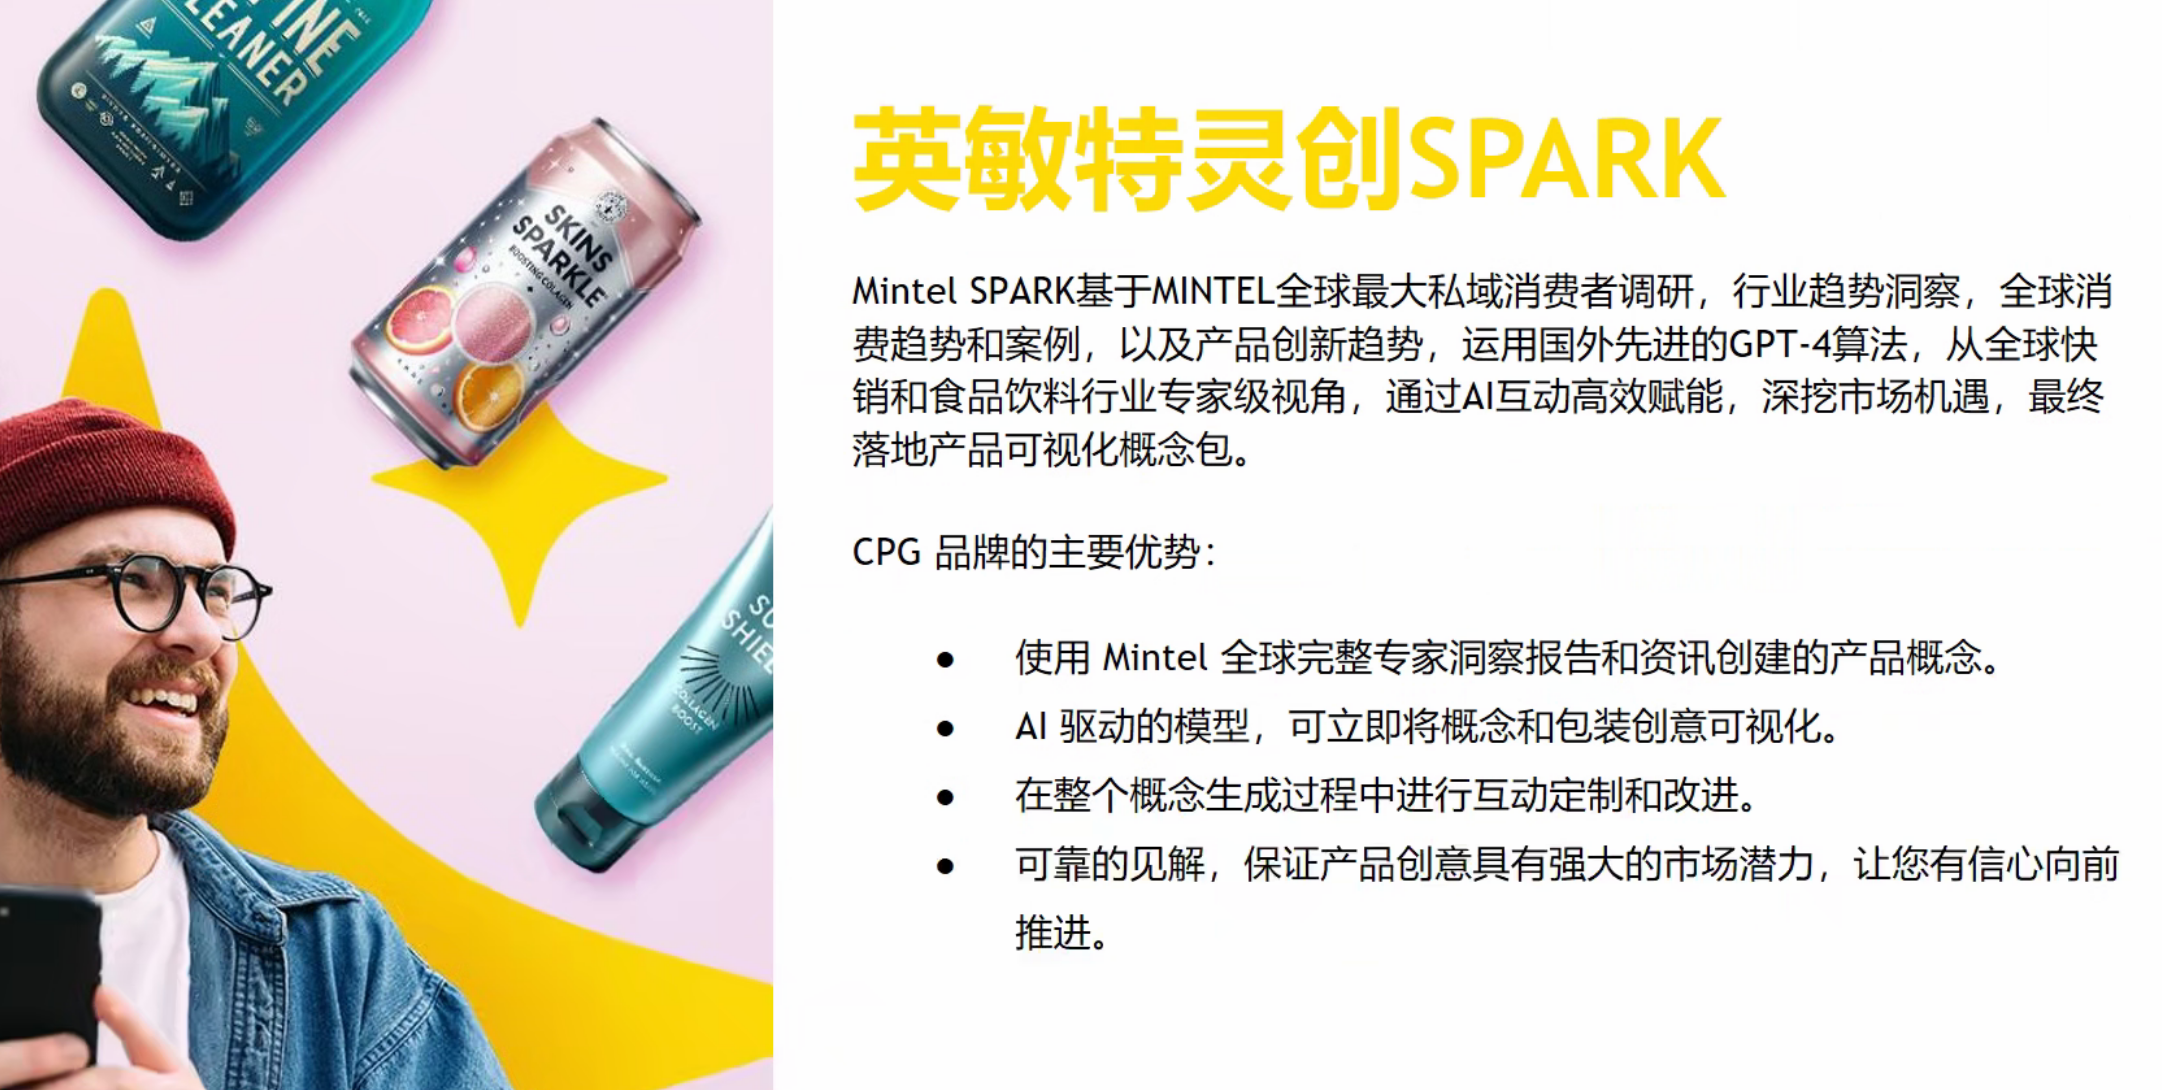 INE
LEANER
SKINS
SPARKLE
BOOSTING COLAGEN
SU
SHIEL
COLLAGEN
BOOST
英敏特灵创SPARK
Mintel SPARK基于MINTEL全球最大私域消费者调研，行业趋势洞察，全球消
费趋势和案例，以及产品创新趋势，运用国外先进的GPT-4算法，从全球快
销和食品饮料行业专家级视角，通过AI互动高效赋能，深挖市场机遇，最终
落地产品可视化概念包。
CPG 品牌的主要优势：
● 使用 Mintel 全球完整专家洞察报告和资讯创建的产品概念。
● AI 驱动的模型，可立即将概念和包装创意可视化。
● 在整个概念生成过程中进行互动定制和改进。
● 可靠的见解，保证产品创意具有强大的市场潜力，让您有信心向前
推进。